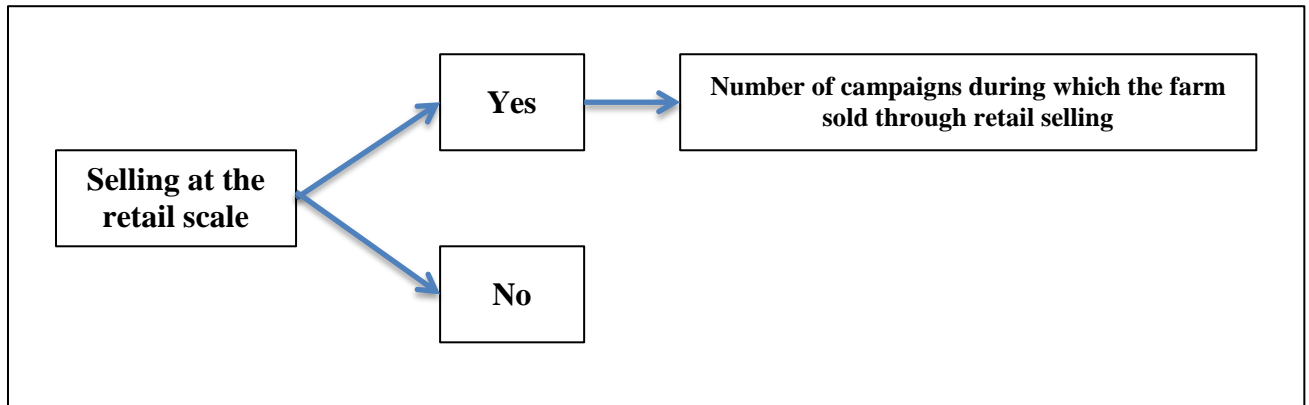 Selling at the
retail scale
Yes
Number of campaigns during which the farm
sold through retail selling
No